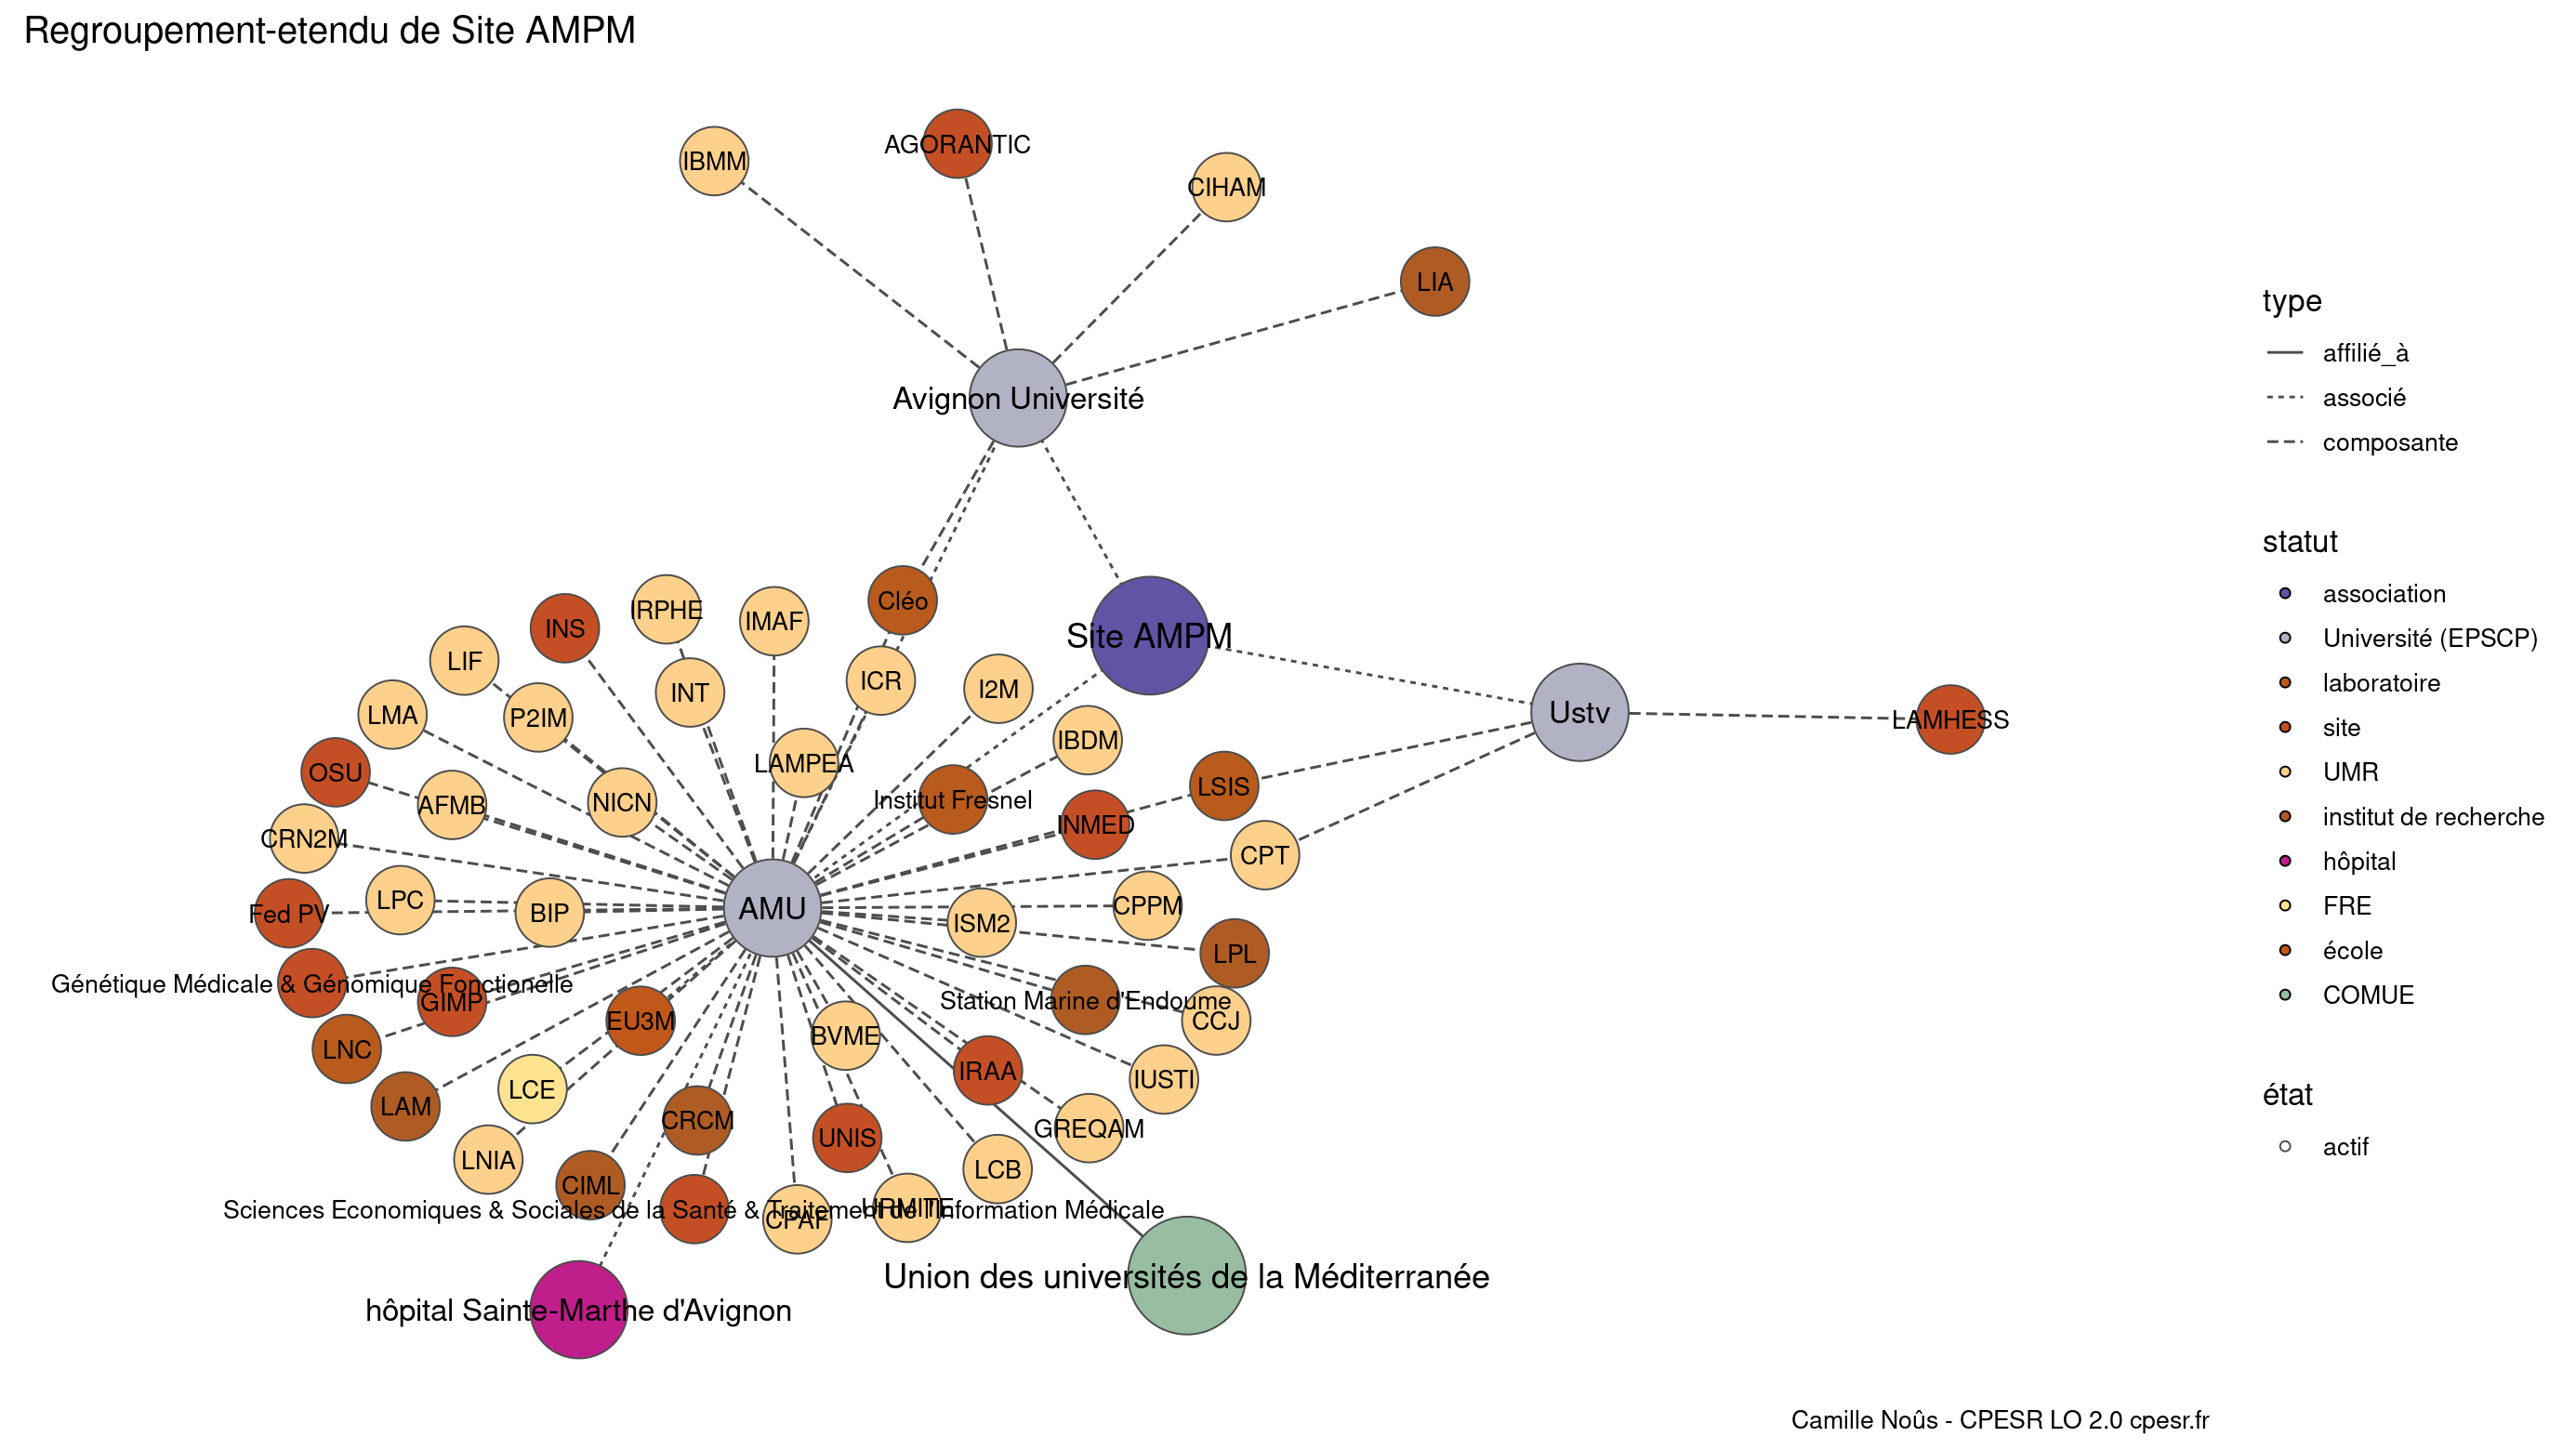 Regroupement-etendu de Site AMPM
AGORANTIC
IBMM
CIHAM
LIA
Avignon Université
Cléo
IRPHE
IMAF
INS
Site AMPM
LIF
ICR
I2M
INT
LMA
P2IM
Ustv
LAMHESS
IBDM
LAMPEA
OSU
LSIS
Institut Fresnel
NICN
AFMB
INMED
CRN2M
CPT
LPC
CPPM
AMU
BIP
Fed PV
ISM2
LPL
Génétique Médicale & Génomique Fonctionelle
GIMP
Station Marine d'Endoume
EU3M
CCJ
BVME
LNC
IRAA
IUSTI
LCE
LAM
CRCM
GREQAM
UNIS
LNIA
LCB
CIML
Sciences Economiques & Sociales de la Santé & Traitement de l'Information Médicale
URMITE
CPAF
Union des universités de la Méditerranée
hôpital Sainte-Marthe d'Avignon
type
affilié_à
associé
composante
statut
association
Université (EPSCP)
laboratoire
site
UMR
institut de recherche
hôpital
FRE
école
COMUE
état
actif
Camille Noûs - CPESR LO 2.0 cpesr.fr